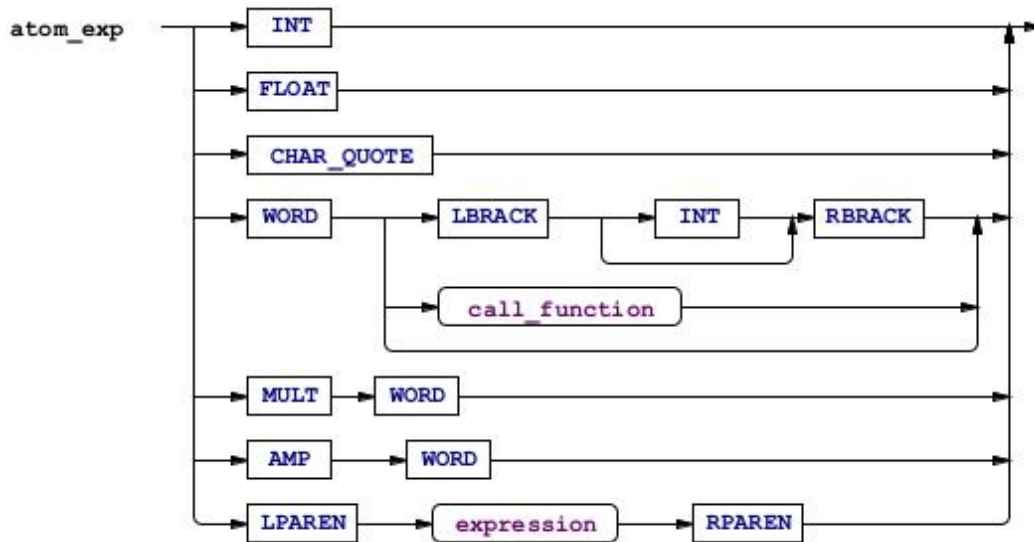 atom_exp INT
FLOAT
CHAR_QUOTE
WORD LBRACK INT RBRACK
call_function
MULT WORD
AMP WORD
LPAREN expression RPAREN